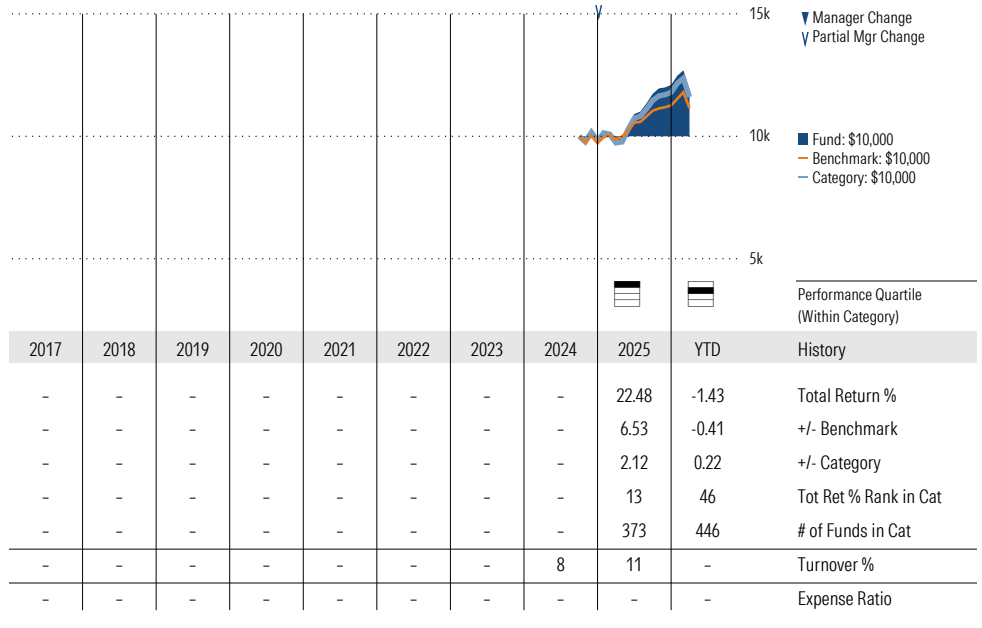 15k
Manager Change
Partial Mgr Change
10k
Fund: $10,000
Benchmark: $10,000
Category: $10,000
5k
Performance Quartile
(Within Category)
2017 2018 2019 2020 2021 2022 2023 2024 2025 YTD History
– – – – – – – – 22.48 -1.43 Total Return %
– – – – – – – – 6.53 -0.41 +/- Benchmark
– – – – – – – – 2.12 0.22 +/- Category
– – – – – – – – 13 46 Tot Ret % Rank in Cat
– – – – – – – – 373 446 # of Funds in Cat
– – – – – – – 8 11 – Turnover %
– – – – – – – – – – Expense Ratio